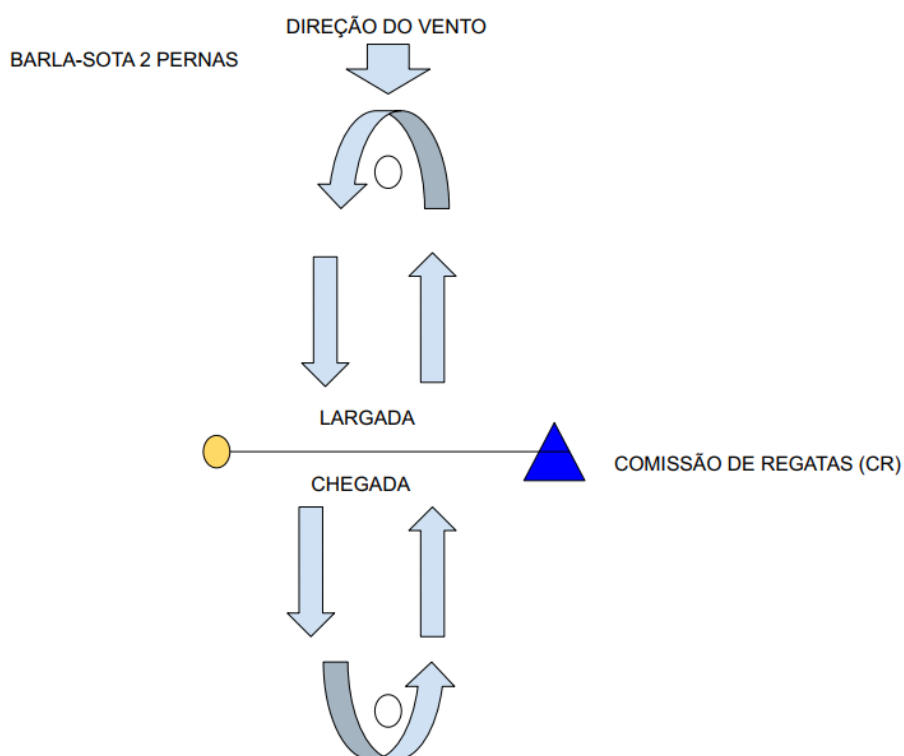 DIREÇÃO DO VENTO
BARLA-SOTA 2 PERNAS
LARGADA
COMISSÃO DE REGATAS (CR)
CHEGADA